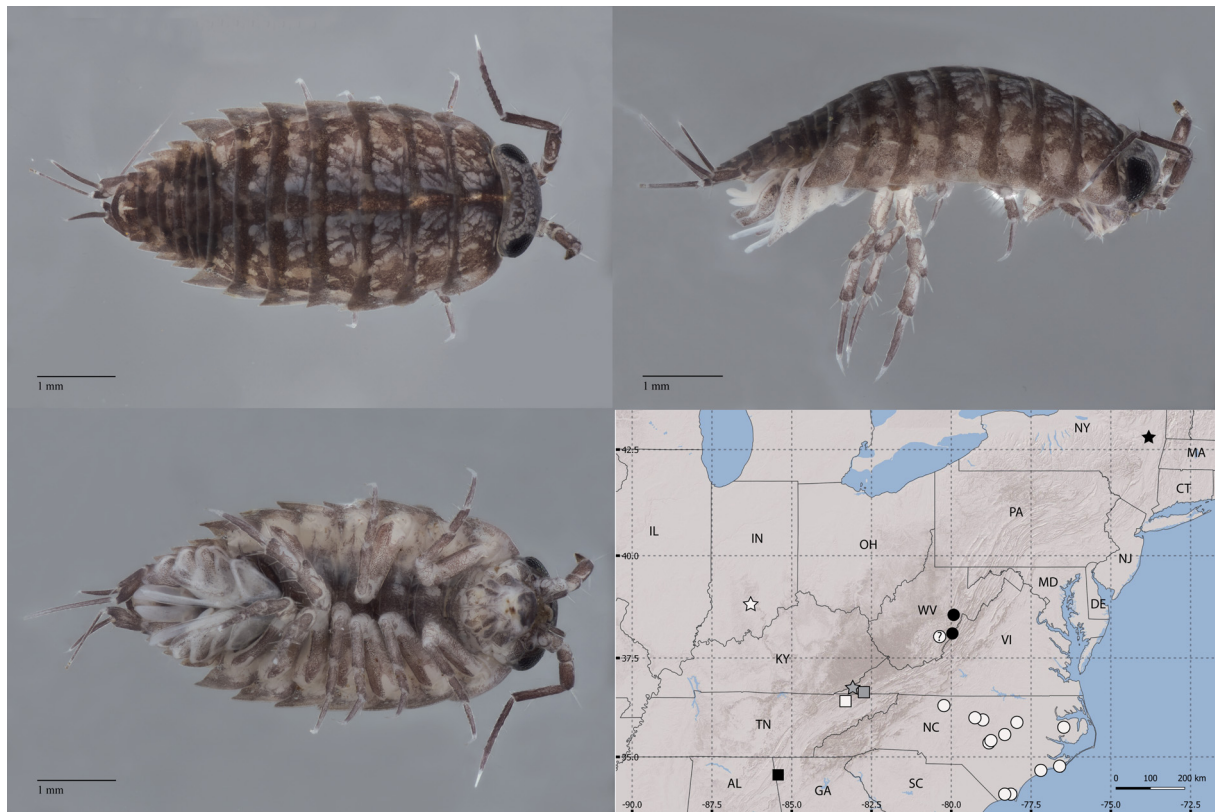 1 mm
1 mm
1 mm
NY
42.5
MA
CT
PA
IL
IN
OH
40.0
NJ
MD
DE
WV
?
VI
KY
37.5
TN
NC
35.0
AL
GA
SC
0 100 200 km
-90.0 -87.5 -85.0 -82.5 -80.0 -77.5 -75.0 -72.5